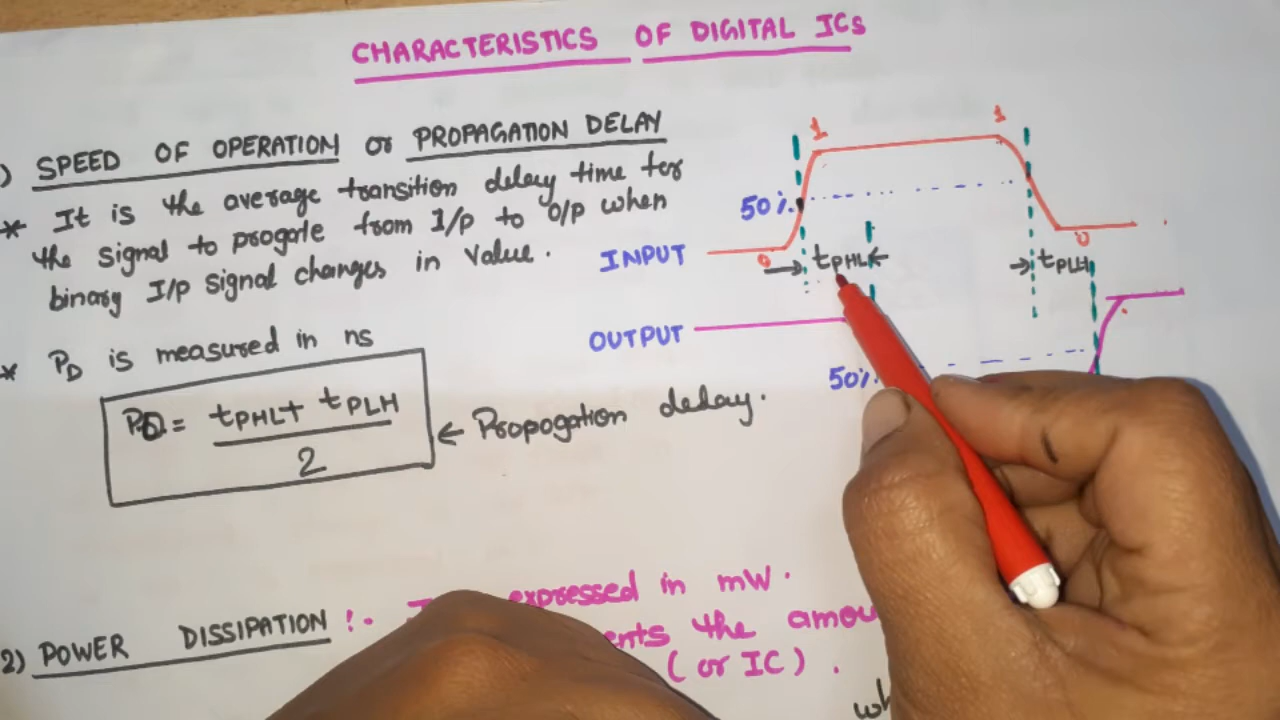 CHARACTERISTICS OF DIGITAL ICs
) SPEED OF OPERATION or PROPAGATION DELAY
* It is the average transition delay time for
the signal to progate from I/p to O/p when
binary I/p signal changes in value.
* PD is measured in ns
PD = tPHL + tPLH
2
← Propogation delay.
1
1
50%
INPUT
0
→ tPHL ←
→ tPLH
0
OUTPUT
50%
2) POWER DISSIPATION :- expressed in mW.
the
(or IC).